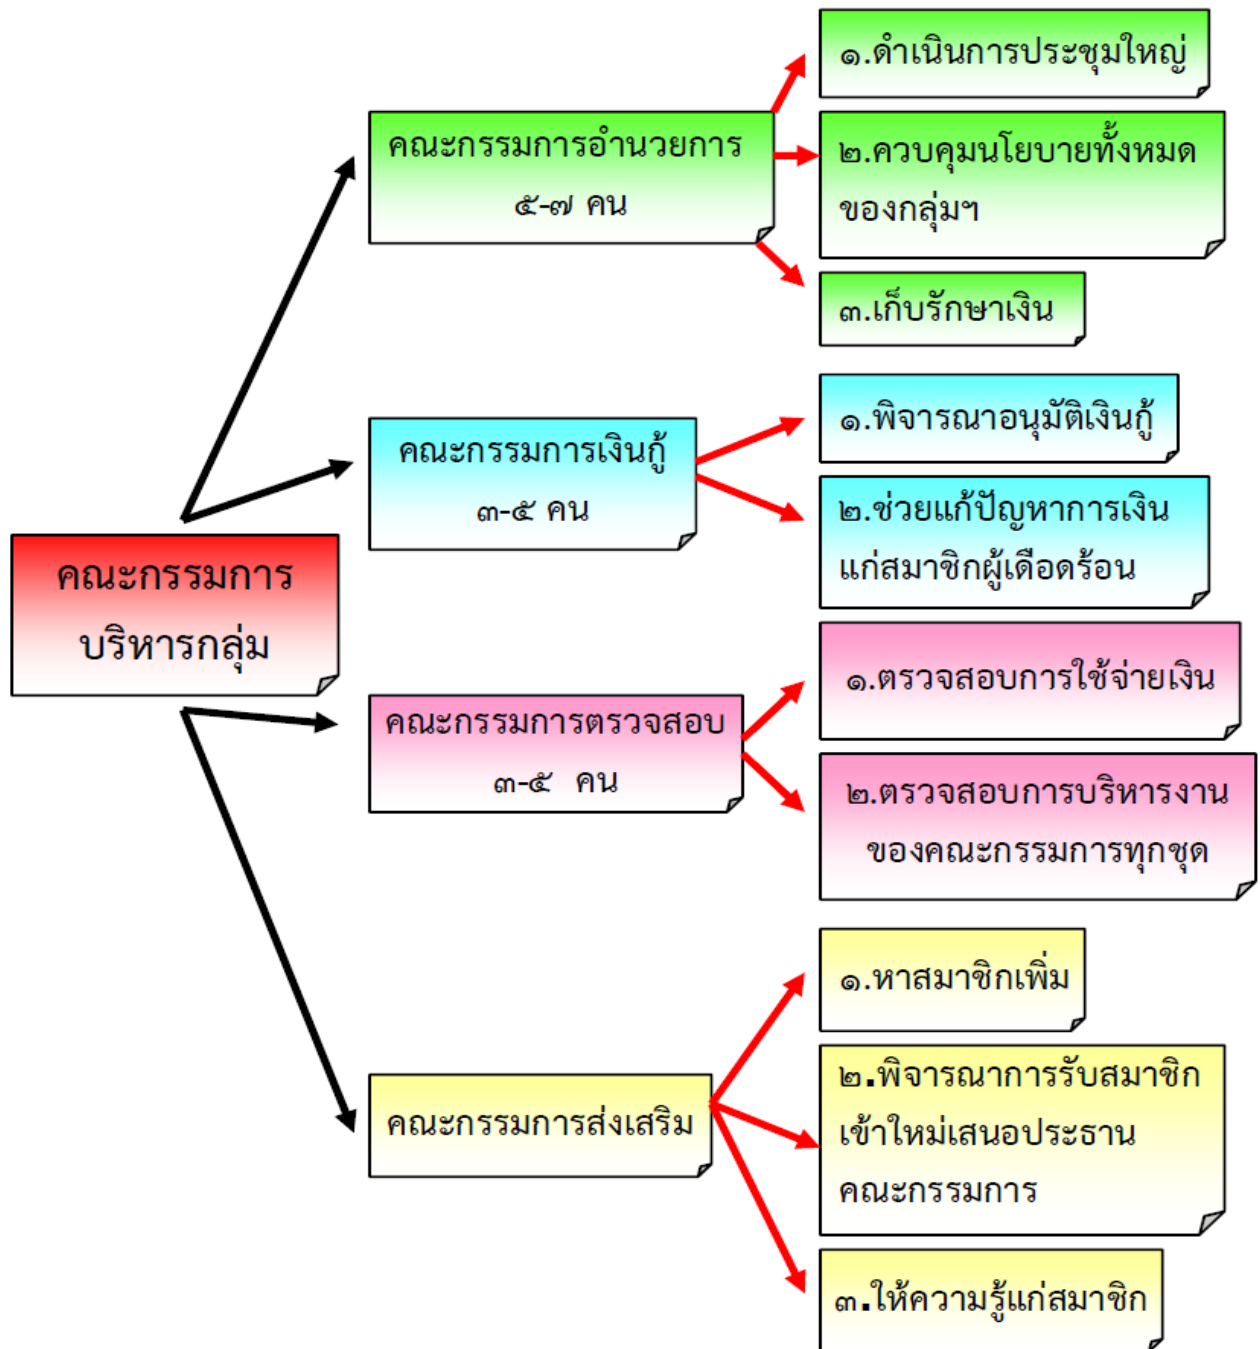 คณะกรรมการ
บริหารกลุ่ม
คณะกรรมการอำนวยการ
๕-๗ คน
๑.ดำเนินการประชุมใหญ่
๒.ควบคุมนโยบายทั้งหมด
ของกลุ่มฯ
๓.เก็บรักษาเงิน
คณะกรรมการเงินกู้
๓-๕ คน
๑.พิจารณาอนุมัติเงินกู้
๒.ช่วยแก้ปัญหาการเงิน
แก่สมาชิกผู้เดือดร้อน
คณะกรรมการตรวจสอบ
๓-๕ คน
๑.ตรวจสอบการใช้จ่ายเงิน
๒.ตรวจสอบการบริหารงาน
ของคณะกรรมการทุกชุด
คณะกรรมการส่งเสริม
๑.หาสมาชิกเพิ่ม
๒.พิจารณาการรับสมาชิก
เข้าใหม่เสนอประธาน
คณะกรรมการ
๓.ให้ความรู้แก่สมาชิก